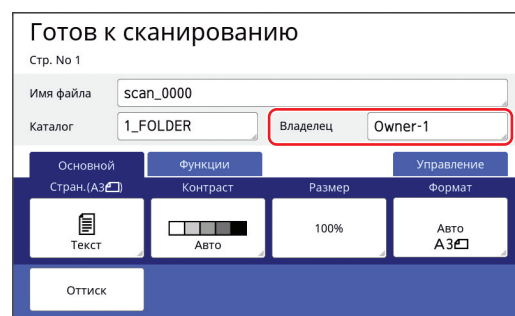 Готов к сканированию
Стр. No 1
Имя файла scan_0000
Каталог 1_FOLDER Владелец Owner-1
Основной Функции Управление
Стран.(A3) Контраст Размер Формат
Текст Авто 100% Авто A3
Оттиск